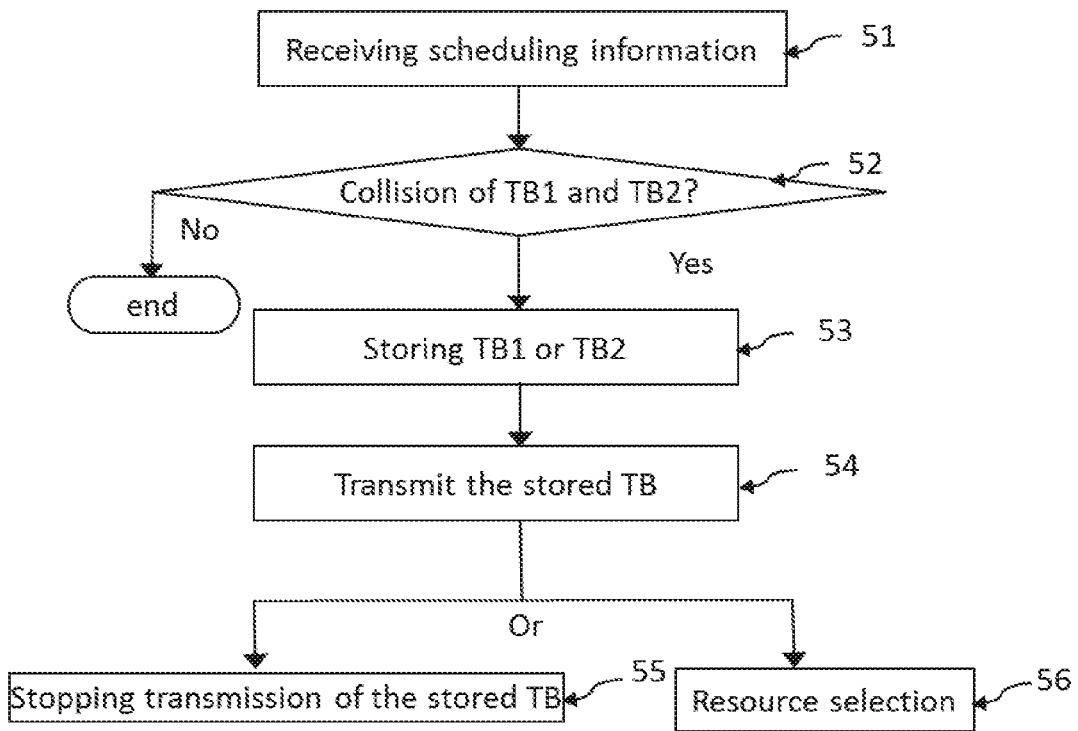 Receiving scheduling information
51
Collision of TB1 and TB2?
52
No
Yes
end
Storing TB1 or TB2
53
Transmit the stored TB
54
Or
Stopping transmission of the stored TB
55
Resource selection
56